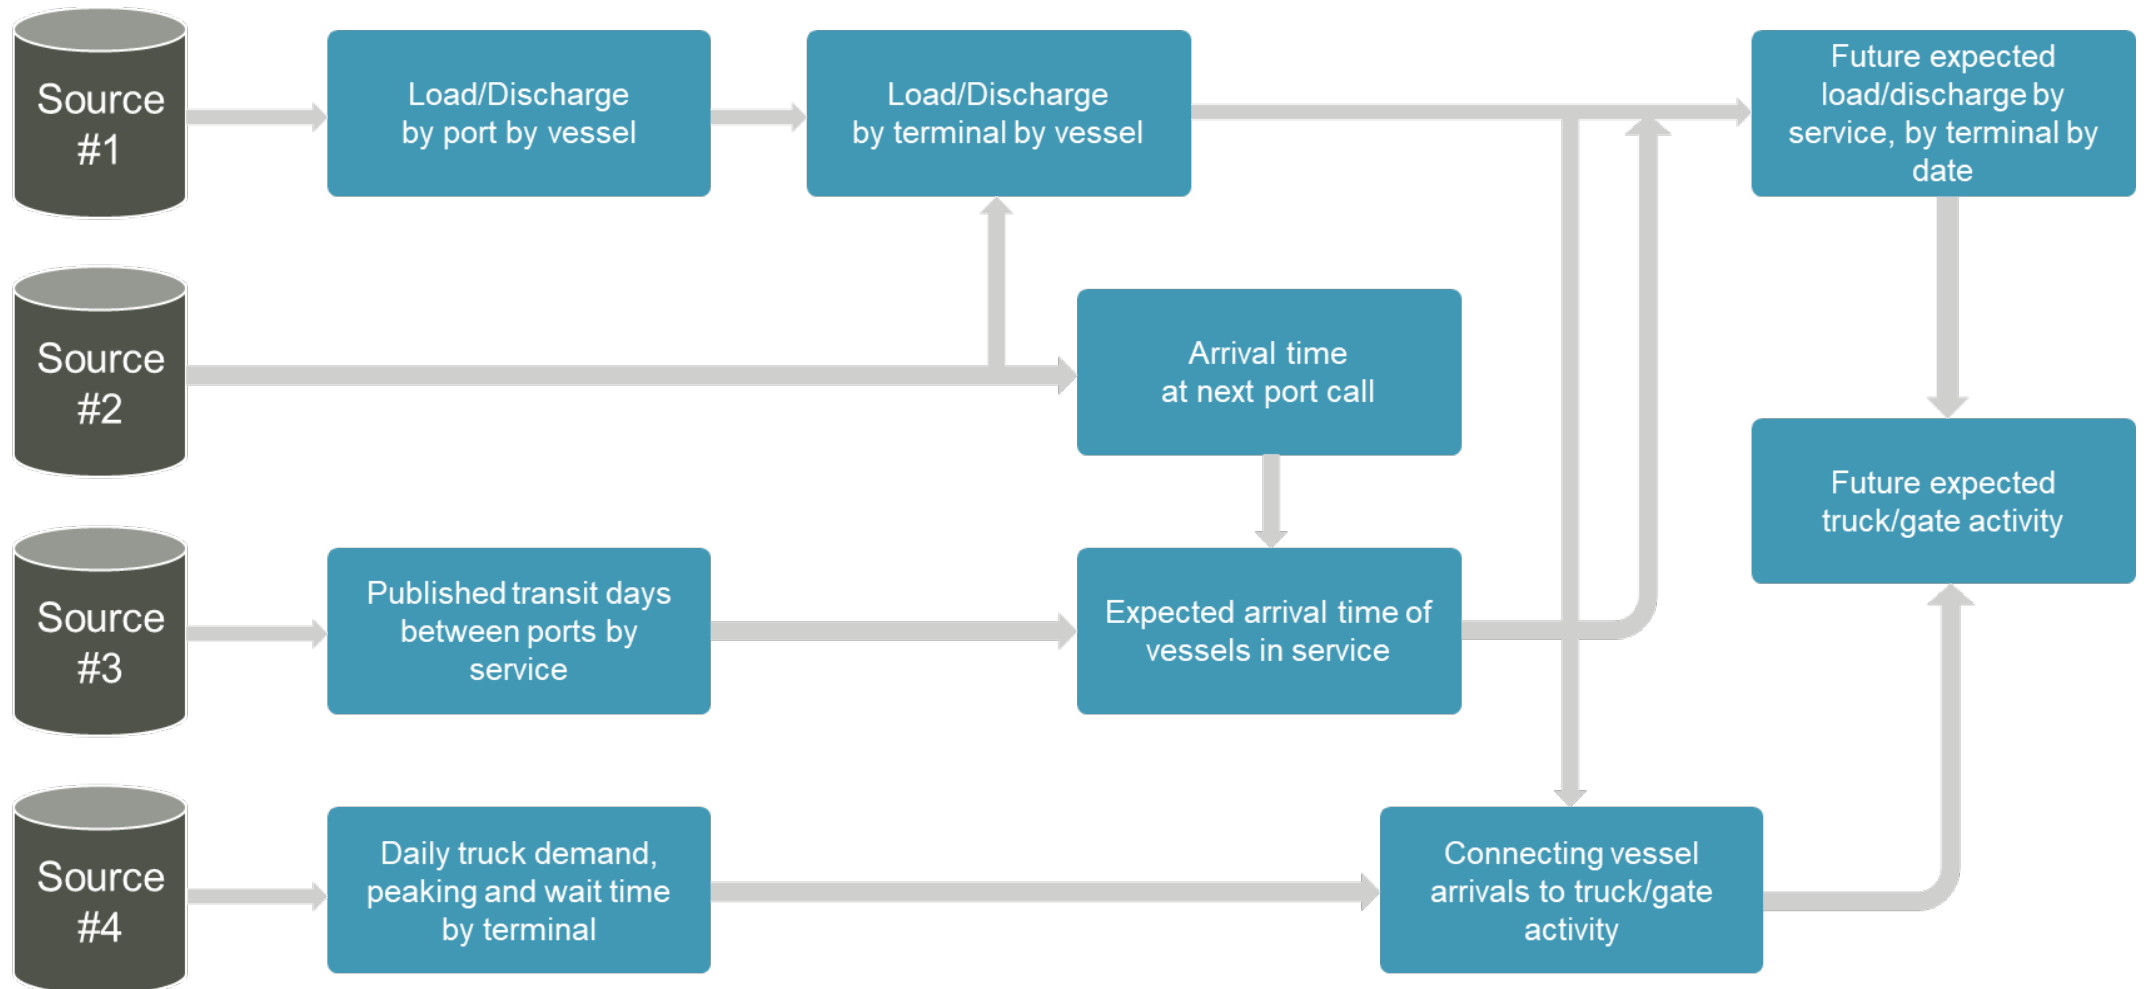 Source
#1
Load/Discharge
by port by vessel
Load/Discharge
by terminal by vessel
Future expected
load/discharge by
service, by terminal by
date
Source
#2
Arrival time
at next port call
Future expected
truck/gate activity
Source
#3
Published transit days
between ports by
service
Expected arrival time of
vessels in service
Source
#4
Daily truck demand,
peaking and wait time
by terminal
Connecting vessel
arrivals to truck/gate
activity